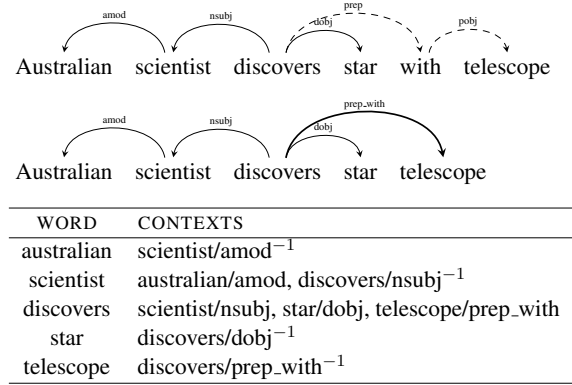 prep
amod nsubj dobj pobj
Australian scientist discovers star with telescope
prep_with
amod nsubj dobj
Australian scientist discovers star telescope
WORD CONTEXTS
australian scientist/amod⁻¹
scientist australian/amod, discovers/nsubj⁻¹
discovers scientist/nsubj, star/dobj, telescope/prep_with
star discovers/dobj⁻¹
telescope discovers/prep_with⁻¹